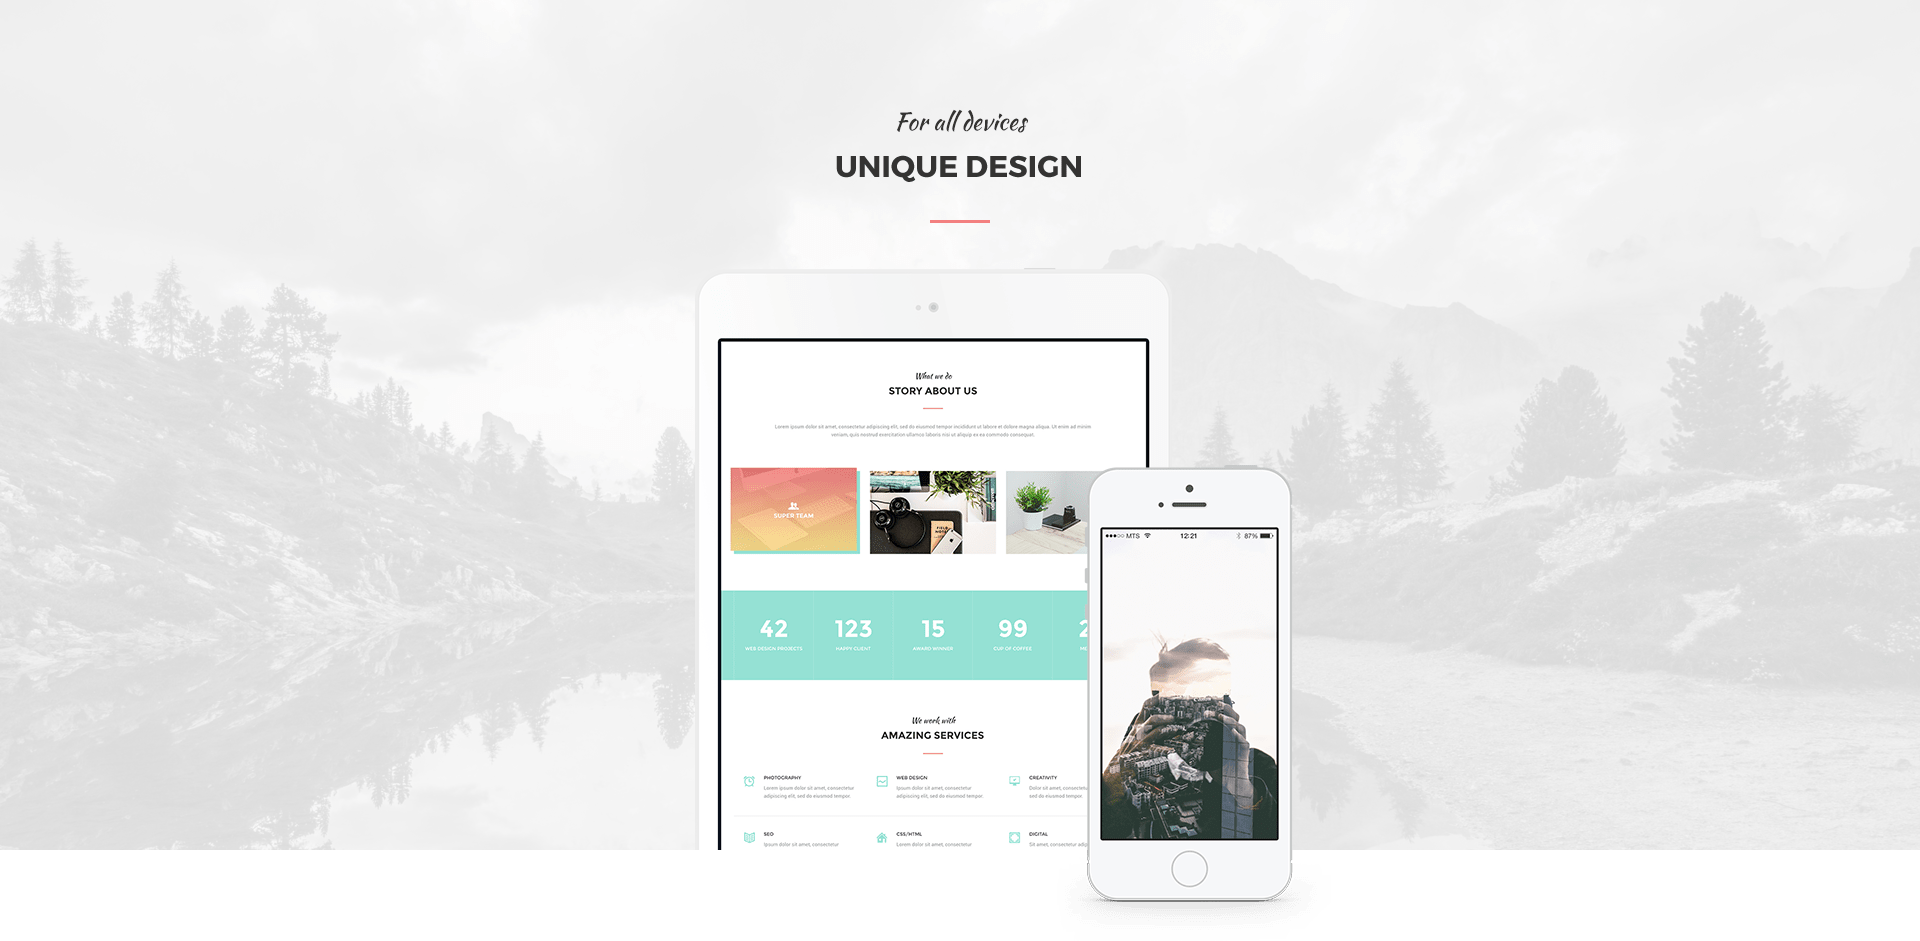 For all devices
UNIQUE DESIGN
What we do
STORY ABOUT US
Lorem ipsum dolor sit amet, consectetur adipiscing elit, sed do eiusmod tempor incididunt ut labore et dolore magna aliqua. Ut enim ad minim
veniam, quis nostrud exercitation ullamco laboris nisi ut aliquip ex ea commodo consequat.
SUPER TEAM
FIELD NOTES
42
WEB DESIGN PROJECTS
123
HAPPY CLIENT
15
AWARD WINNER
99
CUP OF COFFEE
2
ME
We work with
AMAZING SERVICES
PHOTOGRAPHY
Lorem ipsum dolor sit amet, consectetur
adipiscing elit, sed do eiusmod tempor.
WEB DESIGN
Ipsum dolor sit amet, consectetur
adipiscing elit, sed do eiusmod tempor.
CREATIVITY
Dolor sit amet, consectetu
sed do eiusmod tempor.
SEO
Ipsum dolor sit amet, consectetur
CSS/HTML
Lorem dolor sit amet, consectetur
DIGITAL
Sit amet, consectetur adip
MTS 12:21 87%